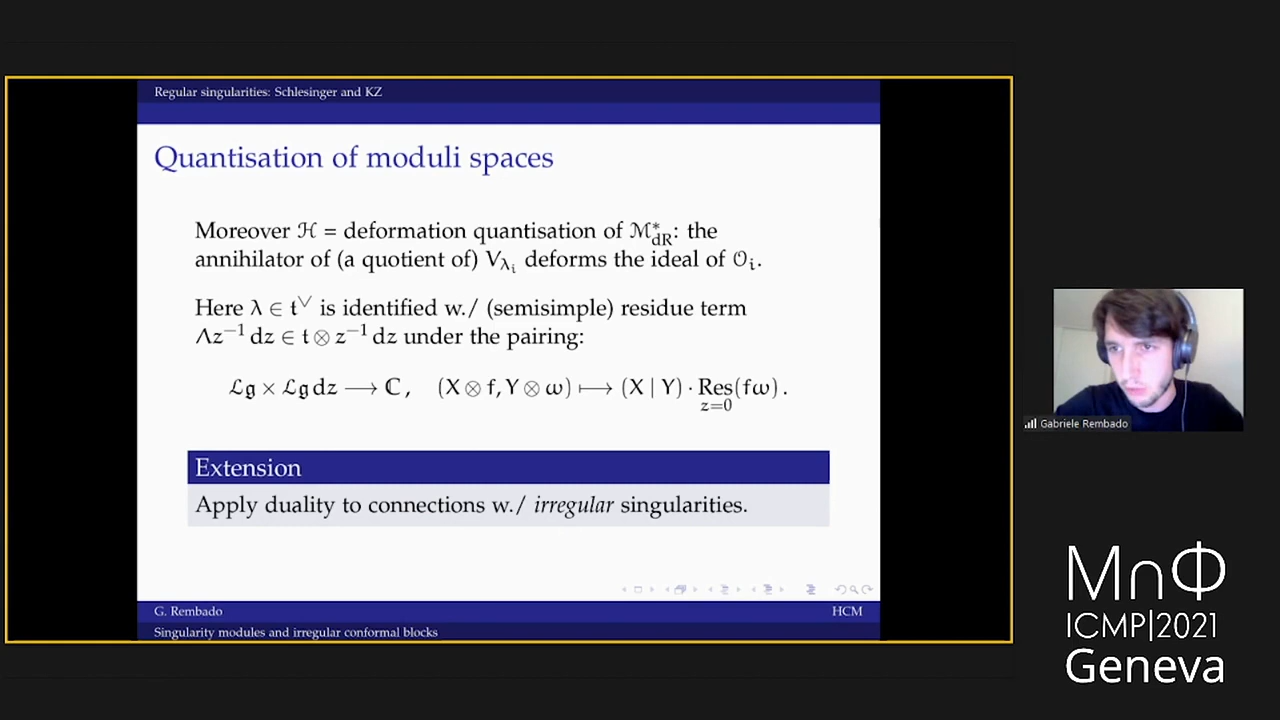 Regular singularities: Schlesinger and KZ
Quantisation of moduli spaces
Moreover ℋ = deformation quantisation of ℳ*_dR: the
annihilator of (a quotient of) V_λᵢ deforms the ideal of 𝒪ᵢ.
Here λ ∈ t^∨ is identified w./ (semisimple) residue term
Λz⁻¹ dz ∈ t ⊗ z⁻¹ dz under the pairing:
ℒ𝔤 × ℒ𝔤 dz ⟶ ℂ, (X ⊗ f, Y ⊗ ω) ⟼ (X | Y) · Res_{z=0}(fω).
Extension
Apply duality to connections w./ irregular singularities.
G. Rembado
HCM
Singularity modules and irregular conformal blocks
Gabriele Rembado
M∩Φ
ICMP|2021
Geneva